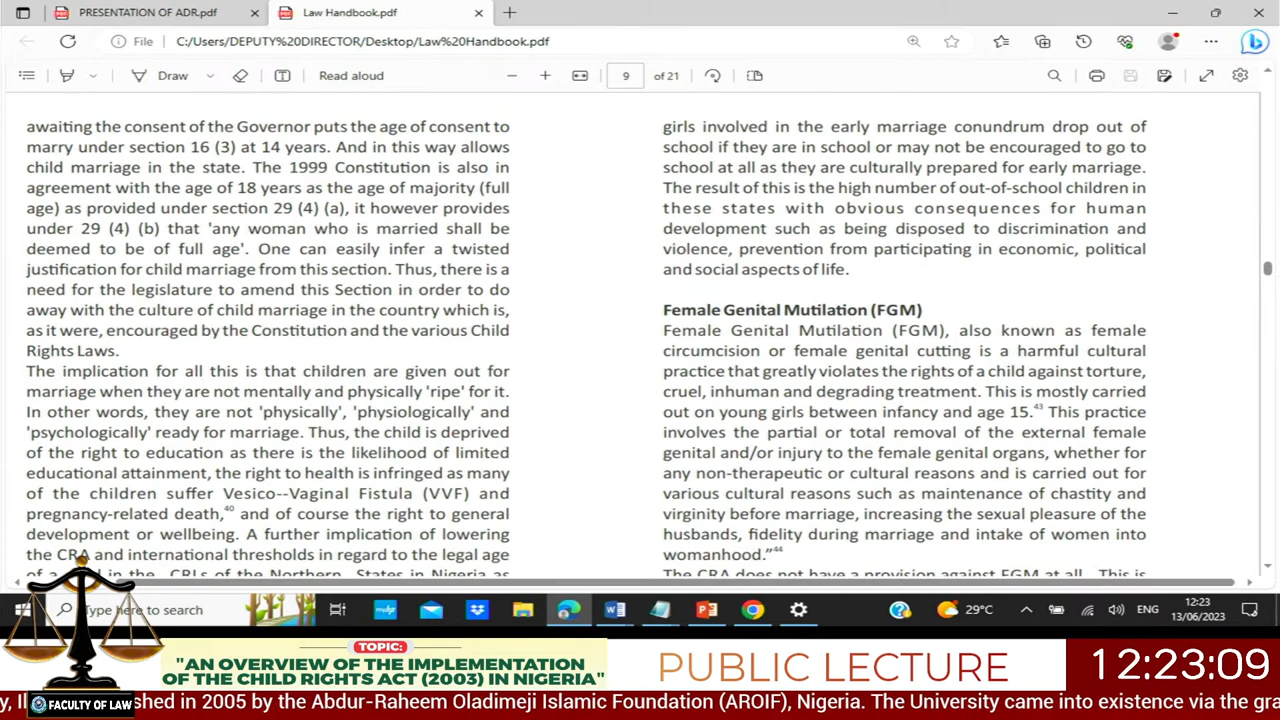 PRESENTATION OF ADR.pdf
Law Handbook.pdf
File
C:/Users/DEPUTY%20DIRECTOR/Desktop/Law%20Handbook.pdf
Draw
Read aloud
9
of 21
awaiting the consent of the Governor puts the age of consent to
marry under section 16 (3) at 14 years. And in this way allows
child marriage in the state. The 1999 Constitution is also in
agreement with the age of 18 years as the age of majority (full
age) as provided under section 29 (4) (a), it however provides
under 29 (4) (b) that 'any woman who is married shall be
deemed to be of full age'. One can easily infer a twisted
justification for child marriage from this section. Thus, there is a
need for the legislature to amend this Section in order to do
away with the culture of child marriage in the country which is,
as it were, encouraged by the Constitution and the various Child
Rights Laws.
The implication for all this is that children are given out for
marriage when they are not mentally and physically 'ripe' for it.
In other words, they are not 'physically', 'physiologically' and
'psychologically' ready for marriage. Thus, the child is deprived
of the right to education as there is the likelihood of limited
educational attainment, the right to health is infringed as many
of the children suffer Vesico--Vaginal Fistula (VVF) and
pregnancy-related death,40 and of course the right to general
development or wellbeing. A further implication of lowering
the CRA and international thresholds in regard to the legal age
in the CRLs of the Northern States in Nigeria as
girls involved in the early marriage conundrum drop out of
school if they are in school or may not be encouraged to go to
school at all as they are culturally prepared for early marriage.
The result of this is the high number of out-of-school children in
these states with obvious consequences for human
development such as being disposed to discrimination and
violence, prevention from participating in economic, political
and social aspects of life.
Female Genital Mutilation (FGM)
Female Genital Mutilation (FGM), also known as female
circumcision or female genital cutting is a harmful cultural
practice that greatly violates the rights of a child against torture,
cruel, inhuman and degrading treatment. This is mostly carried
out on young girls between infancy and age 15.43 This practice
involves the partial or total removal of the external female
genital and/or injury to the female genital organs, whether for
any non-therapeutic or cultural reasons and is carried out for
various cultural reasons such as maintenance of chastity and
virginity before marriage, increasing the sexual pleasure of the
husbands, fidelity during marriage and intake of women into
womanhood."44
The CRA does not have a provision against FGM at all. This is
Type here to search
29°C
ENG
12:23
13/06/2023
TOPIC:
"AN OVERVIEW OF THE IMPLEMENTATION
OF THE CHILD RIGHTS ACT (2003) IN NIGERIA"
PUBLIC LECTURE
12:23:09
FACULTY OF LAW
shed in 2005 by the Abdur-Raheem Oladimeji Islamic Foundation (AROIF), Nigeria. The University came into existence via the gra